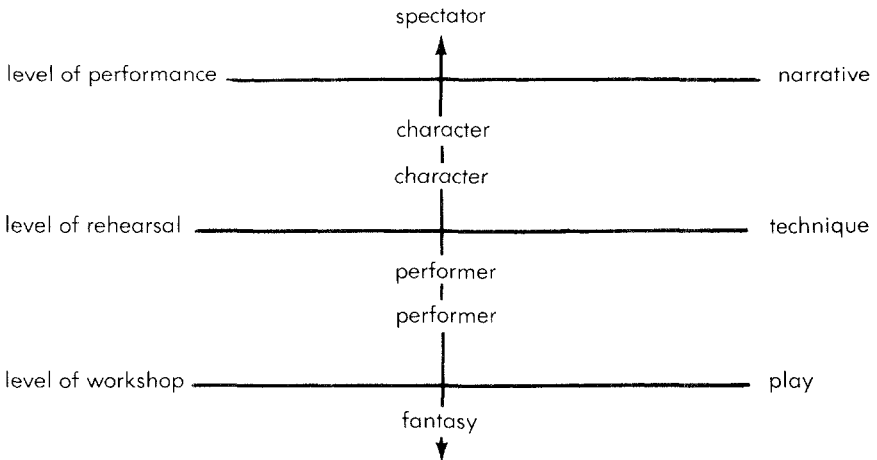 spectator
level of performance narrative
character
character
level of rehearsal technique
performer
performer
level of workshop play
fantasy